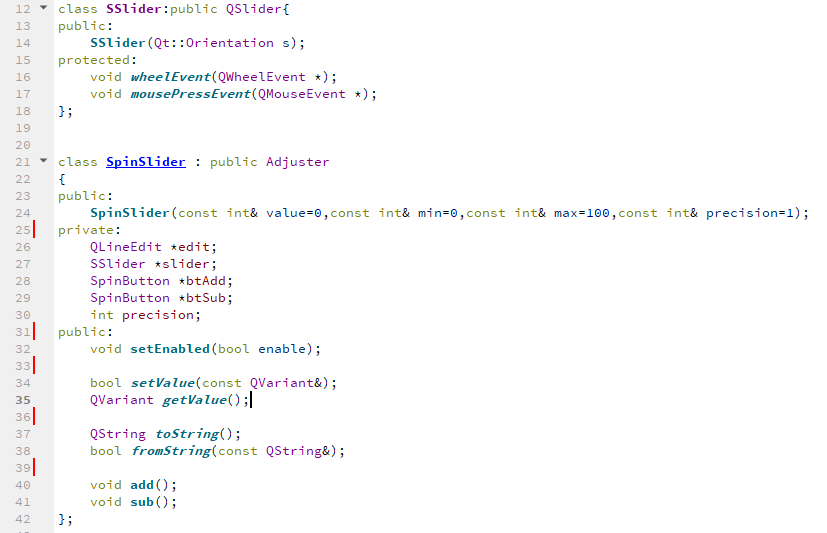 12 class SSlider:public QSlider{
13 public:
14     SSlider(Qt::Orientation s);
15 protected:
16     void wheelEvent(QWheelEvent *);
17     void mousePressEvent(QMouseEvent *);
18 };
19
20
21 class SpinSlider : public Adjuster
22 {
23 public:
24     SpinSlider(const int& value=0,const int& min=0,const int& max=100,const int& precision=1);
25 private:
26     QLineEdit *edit;
27     SSlider *slider;
28     SpinButton *btAdd;
29     SpinButton *btSub;
30     int precision;
31 public:
32     void setEnabled(bool enable);
33
34     bool setValue(const QVariant&);
35     QVariant getValue();
36
37     QString toString();
38     bool fromString(const QString&);
39
40     void add();
41     void sub();
42 };